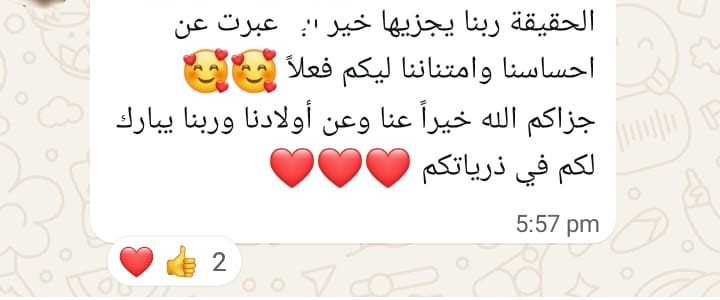 الحقيقة ربنا يجزيها خير عبرت عن
احساسنا وامتناننا ليكم فعلاً 🥰🥰
جزاكم الله خيراً عنا وعن أولادنا وربنا يبارك
لكم في ذرياتكم ❤️❤️❤️
5:57 pm
❤️👍 2